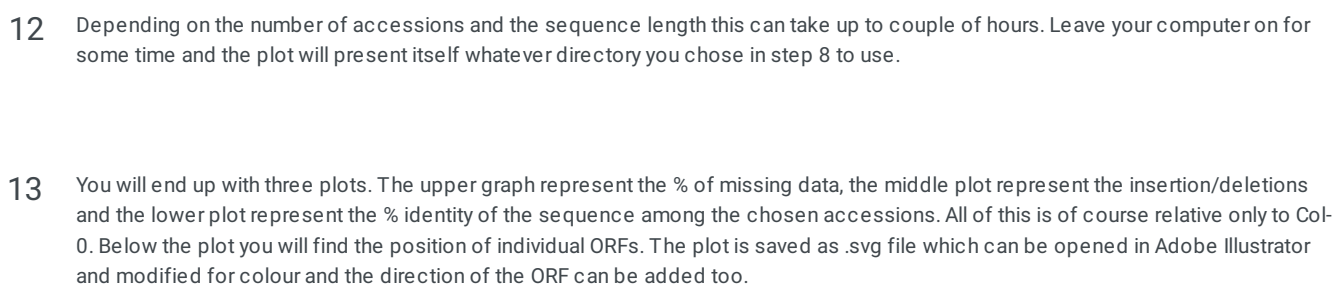 12 Depending on the number of accessions and the sequence length this can take up to couple of hours. Leave your computer on for
some time and the plot will present itself whatever directory you chose in step 8 to use.
13 You will end up with three plots. The upper graph represent the % of missing data, the middle plot represent the insertion/deletions
and the lower plot represent the % identity of the sequence among the chosen accessions. All of this is of course relative only to Col-
0. Below the plot you will find the position of individual ORFs. The plot is saved as .svg file which can be opened in Adobe Illustrator
and modified for colour and the direction of the ORF can be added too.